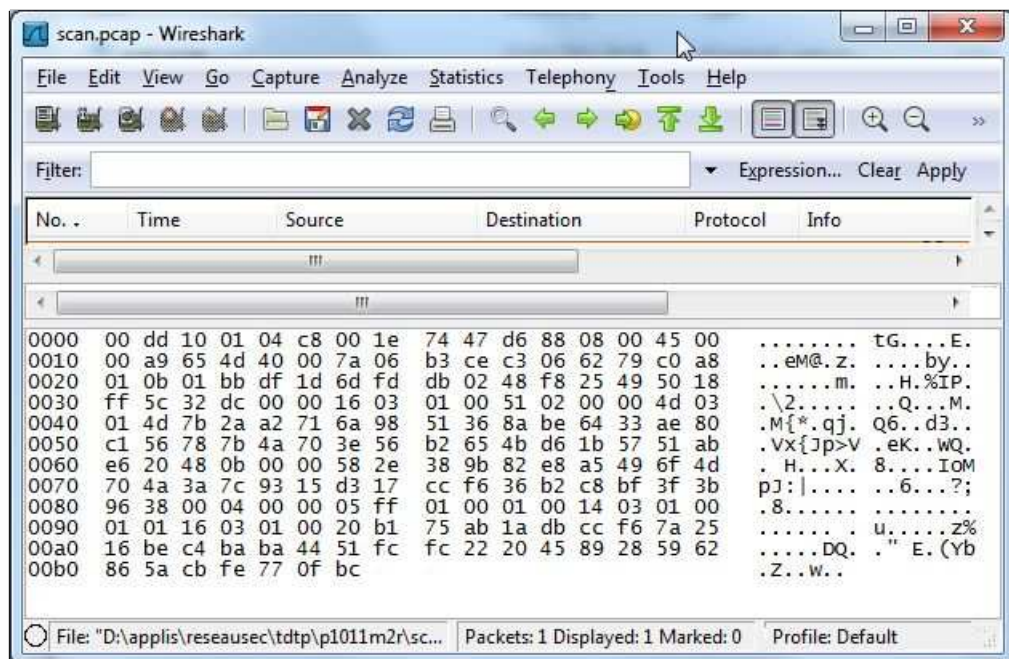 scan.pcap - Wireshark
File Edit View Go Capture Analyze Statistics Telephony Tools Help
Filter: Expression... Clear Apply
No. . Time Source Destination Protocol Info
0000 00 dd 10 01 04 c8 00 1e 74 47 d6 88 08 00 45 00 ........ tG....E.
0010 00 a9 65 4d 40 00 7a 06 b3 ce c3 06 62 79 c0 a8 ..eM@.z. ....by..
0020 01 0b 01 bb df 1d 6d fd db 02 48 f8 25 49 50 18 ......m. ..H.%IP.
0030 ff 5c 32 dc 00 00 16 03 01 00 51 02 00 00 4d 03 .\2..... ..Q...M.
0040 01 4d 7b 2a a2 71 6a 98 51 36 8a be 64 33 ae 80 .M{*.qj. Q6..d3..
0050 c1 56 78 7b 4a 70 3e 56 b2 65 4b d6 1b 57 51 ab .Vx{Jp>V .eK..WQ.
0060 e6 20 48 0b 00 00 58 2e 38 9b 82 e8 a5 49 6f 4d . H...X. 8....IoM
0070 70 4a 3a 7c 93 15 d3 17 cc f6 36 b2 c8 bf 3f 3b pJ:|.... ..6...?;
0080 96 38 00 04 00 00 05 ff 01 00 01 00 14 03 01 00 .8...... ........
0090 01 01 16 03 01 00 20 b1 75 ab 1a db cc f6 7a 25 ...... . u.....z%
00a0 16 be c4 ba ba 44 51 fc fc 22 20 45 89 28 59 62 .....DQ. ." E.(Yb
00b0 86 5a cb fe 77 0f bc .Z..w..
File: "D:\applis\reseausec\tdtp\p1011m2r\sc... Packets: 1 Displayed: 1 Marked: 0 Profile: Default